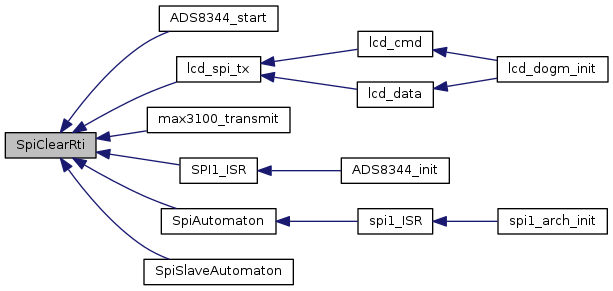 ADS8344_start
lcd_cmd
lcd_spi_tx
lcd_dogm_init
lcd_data
max3100_transmit
SpiClearRti
SPI1_ISR
ADS8344_init
SpiAutomaton
spi1_ISR
spi1_arch_init
SpiSlaveAutomaton